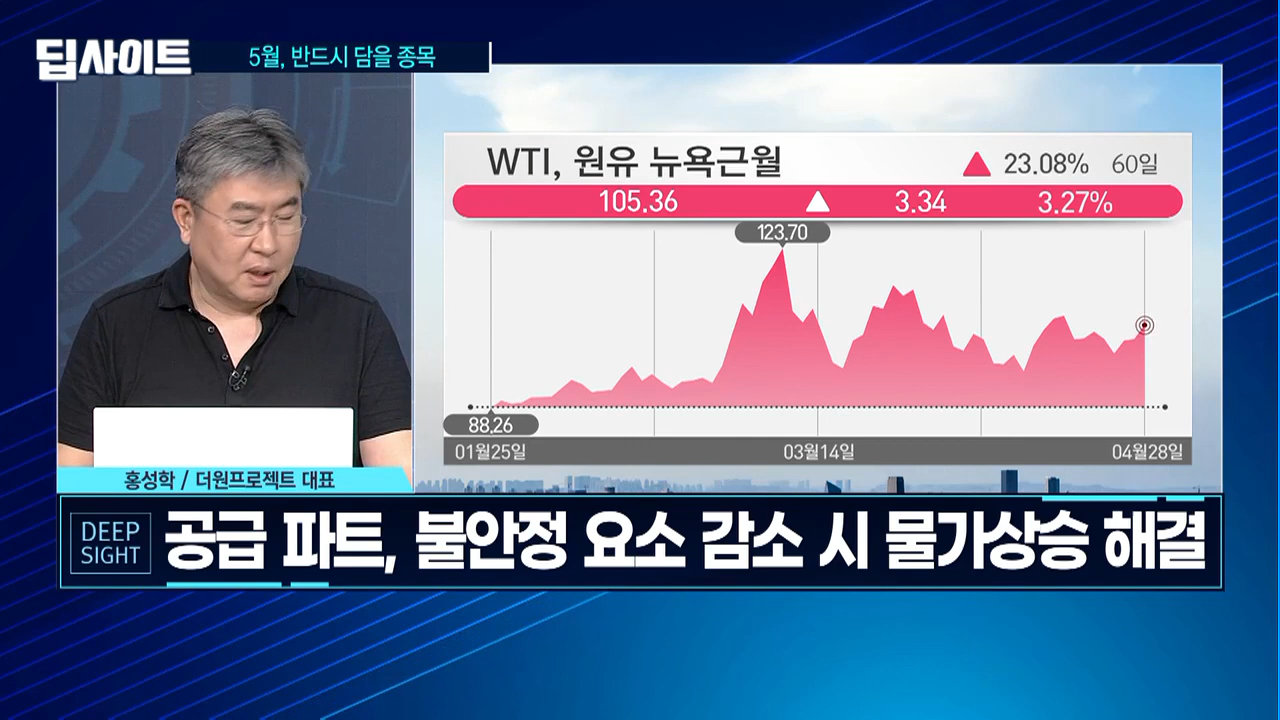 딥사이트
5월, 반드시 담을 종목
WTI, 원유 뉴욕근월
▲ 23.08% 60일
105.36 ▲ 3.34 3.27%
123.70
88.26
01월25일 03월14일 04월28일
홍성학 / 더원프로젝트 대표
DEEP SIGHT
공급 파트, 불안정 요소 감소 시 물가상승 해결